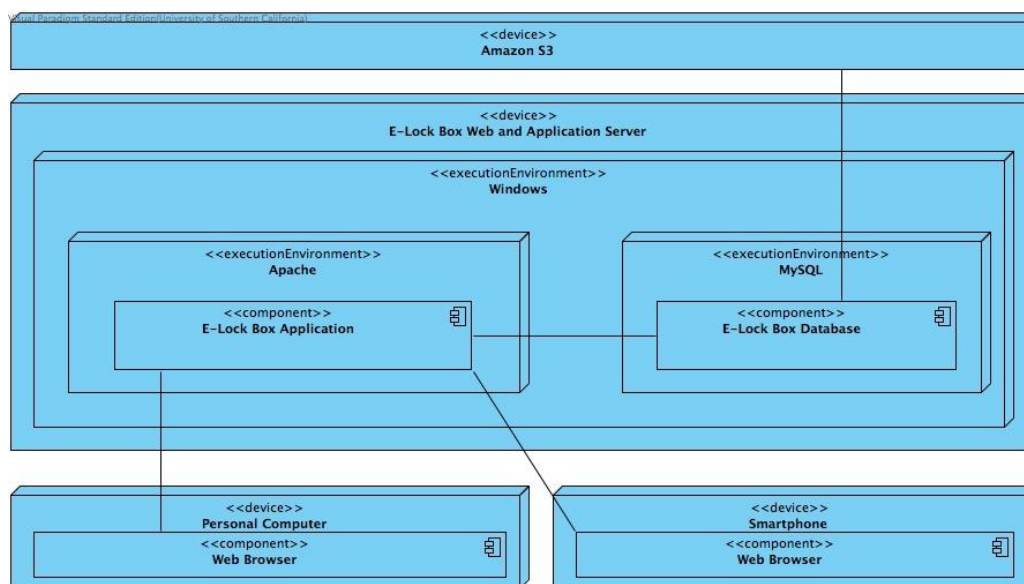 Visual Paradigm Standard Edition(University of Southern California)
<<device>>
Amazon S3
<<device>>
E-Lock Box Web and Application Server
<<executionEnvironment>>
Windows
<<executionEnvironment>>
Apache
<<component>>
E-Lock Box Application
<<executionEnvironment>>
MySQL
<<component>>
E-Lock Box Database
<<device>>
Personal Computer
<<component>>
Web Browser
<<device>>
Smartphone
<<component>>
Web Browser